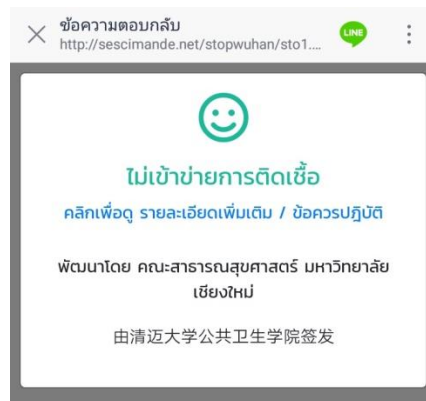 ข้อความตอบกลับ
http://sescimande.net/stopwuhan/sto1....
LINE
ไม่เข้าข่ายการติดเชื้อ
คลิกเพื่อดู รายละเอียดเพิ่มเติม / ข้อควรปฎิบัติ
พัฒนาโดย คณะสาธารณสุขศาสตร์ มหาวิทยาลัย
เชียงใหม่
由清迈大学公共卫生学院签发